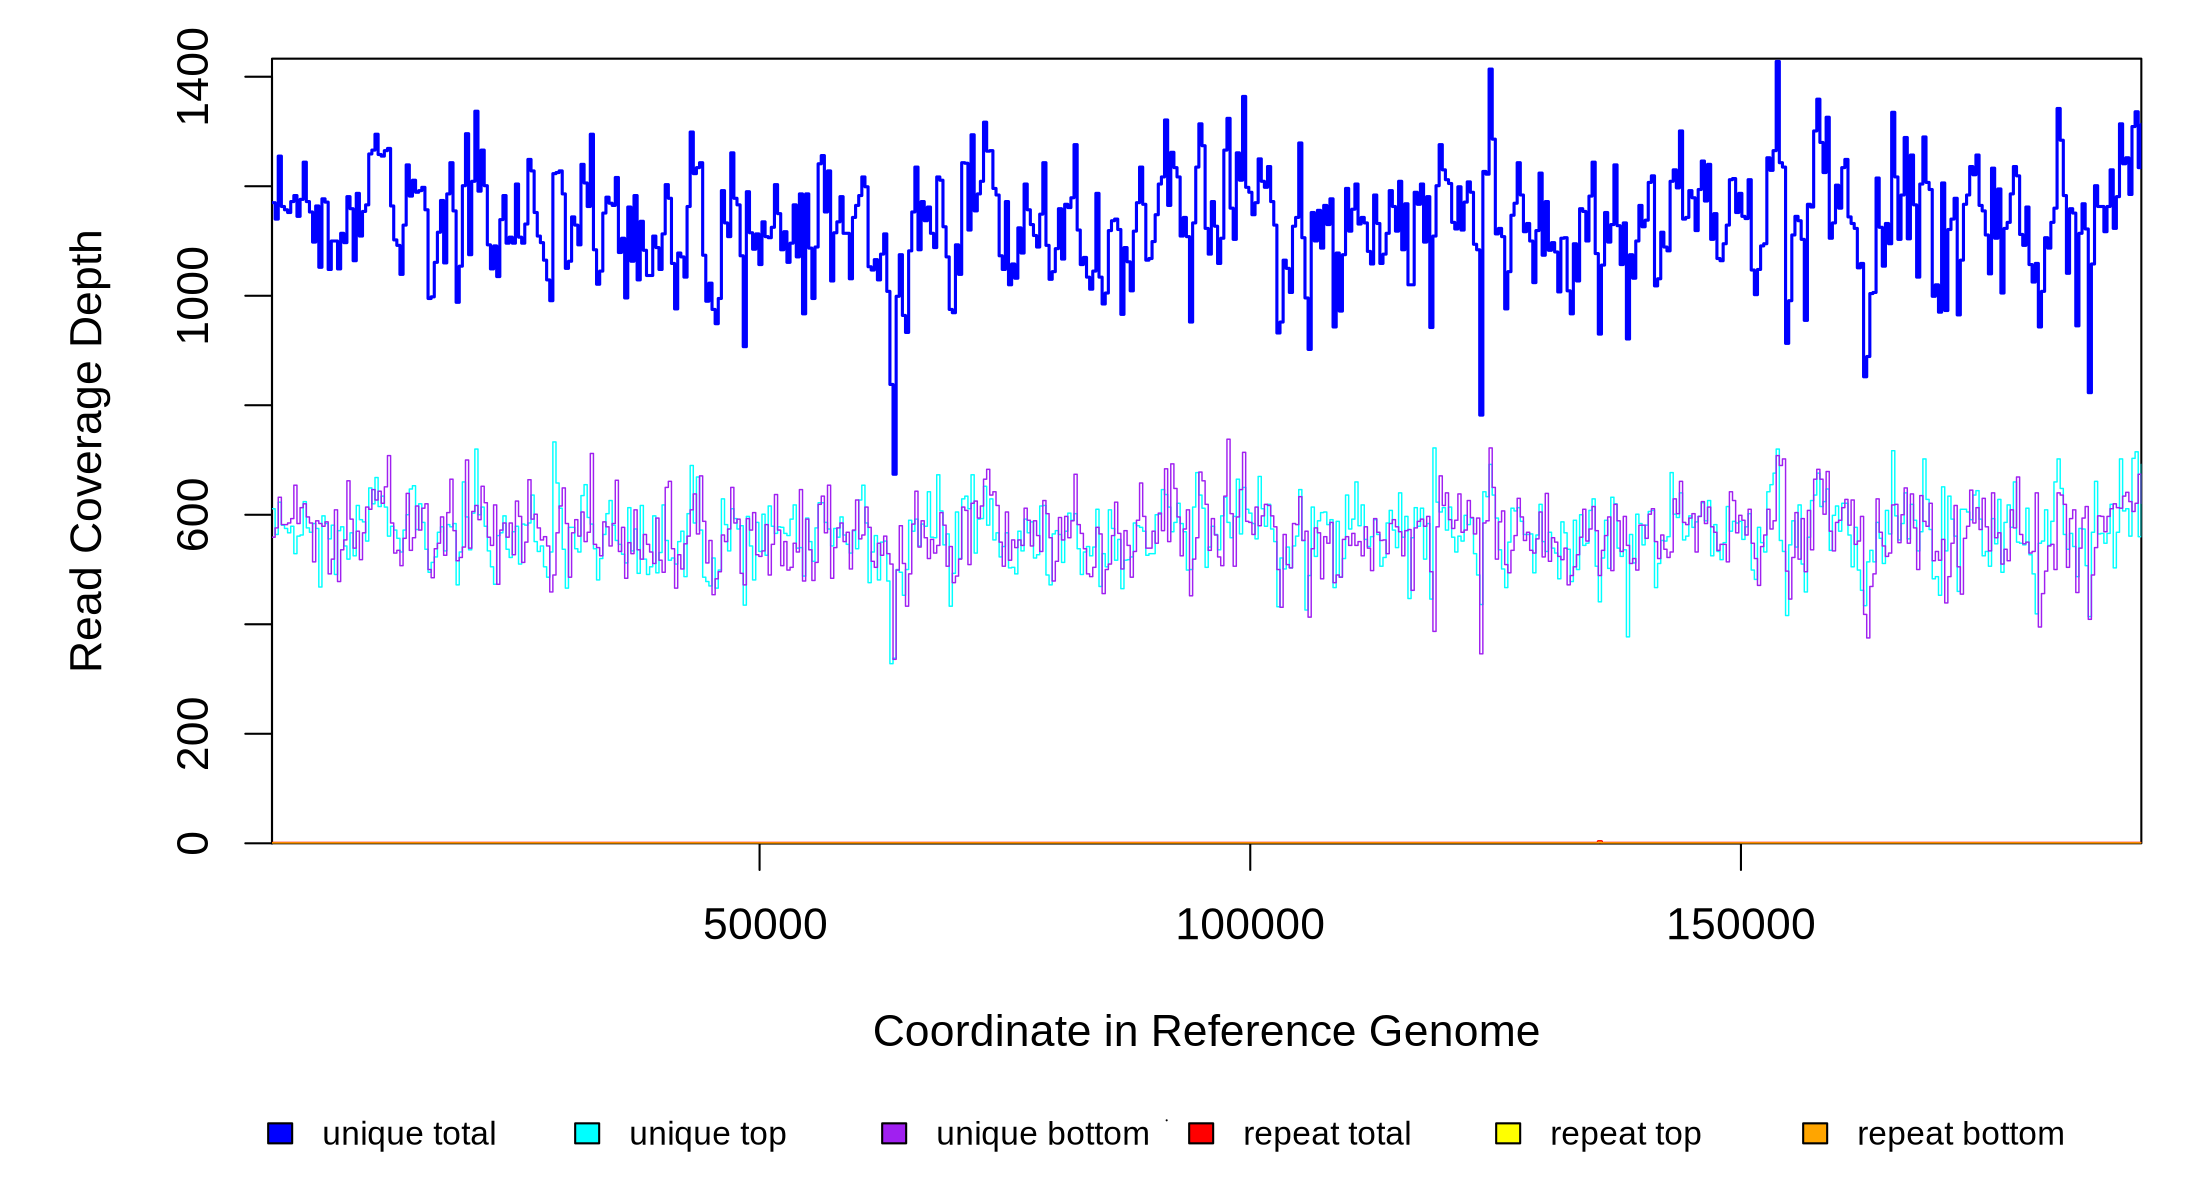 Read Coverage Depth
1400
1000
600
200
0
50000 100000 150000
Coordinate in Reference Genome
unique total unique top unique bottom repeat total repeat top repeat bottom